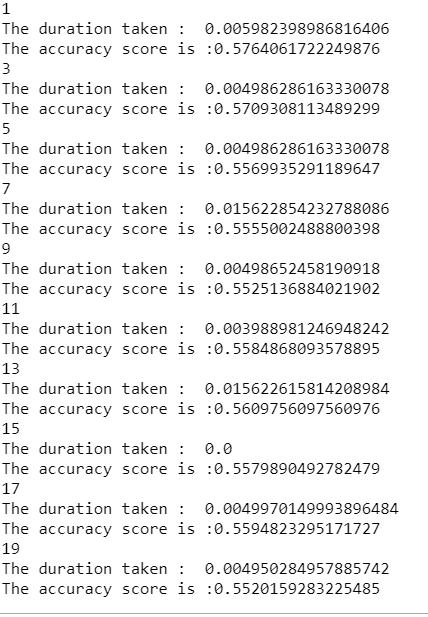 1
The duration taken :  0.005982398986816406
The accuracy score is :0.5764061722249876
3
The duration taken :  0.004986286163330078
The accuracy score is :0.5709308113489299
5
The duration taken :  0.004986286163330078
The accuracy score is :0.5569935291189647
7
The duration taken :  0.015622854232788086
The accuracy score is :0.5555002488800398
9
The duration taken :  0.00498652458190918
The accuracy score is :0.5525136884021902
11
The duration taken :  0.003988981246948242
The accuracy score is :0.5584868093578895
13
The duration taken :  0.015622615814208984
The accuracy score is :0.5609756097560976
15
The duration taken :  0.0
The accuracy score is :0.5579890492782479
17
The duration taken :  0.0049970149993896484
The accuracy score is :0.5594823295171727
19
The duration taken :  0.004950284957885742
The accuracy score is :0.5520159283225485